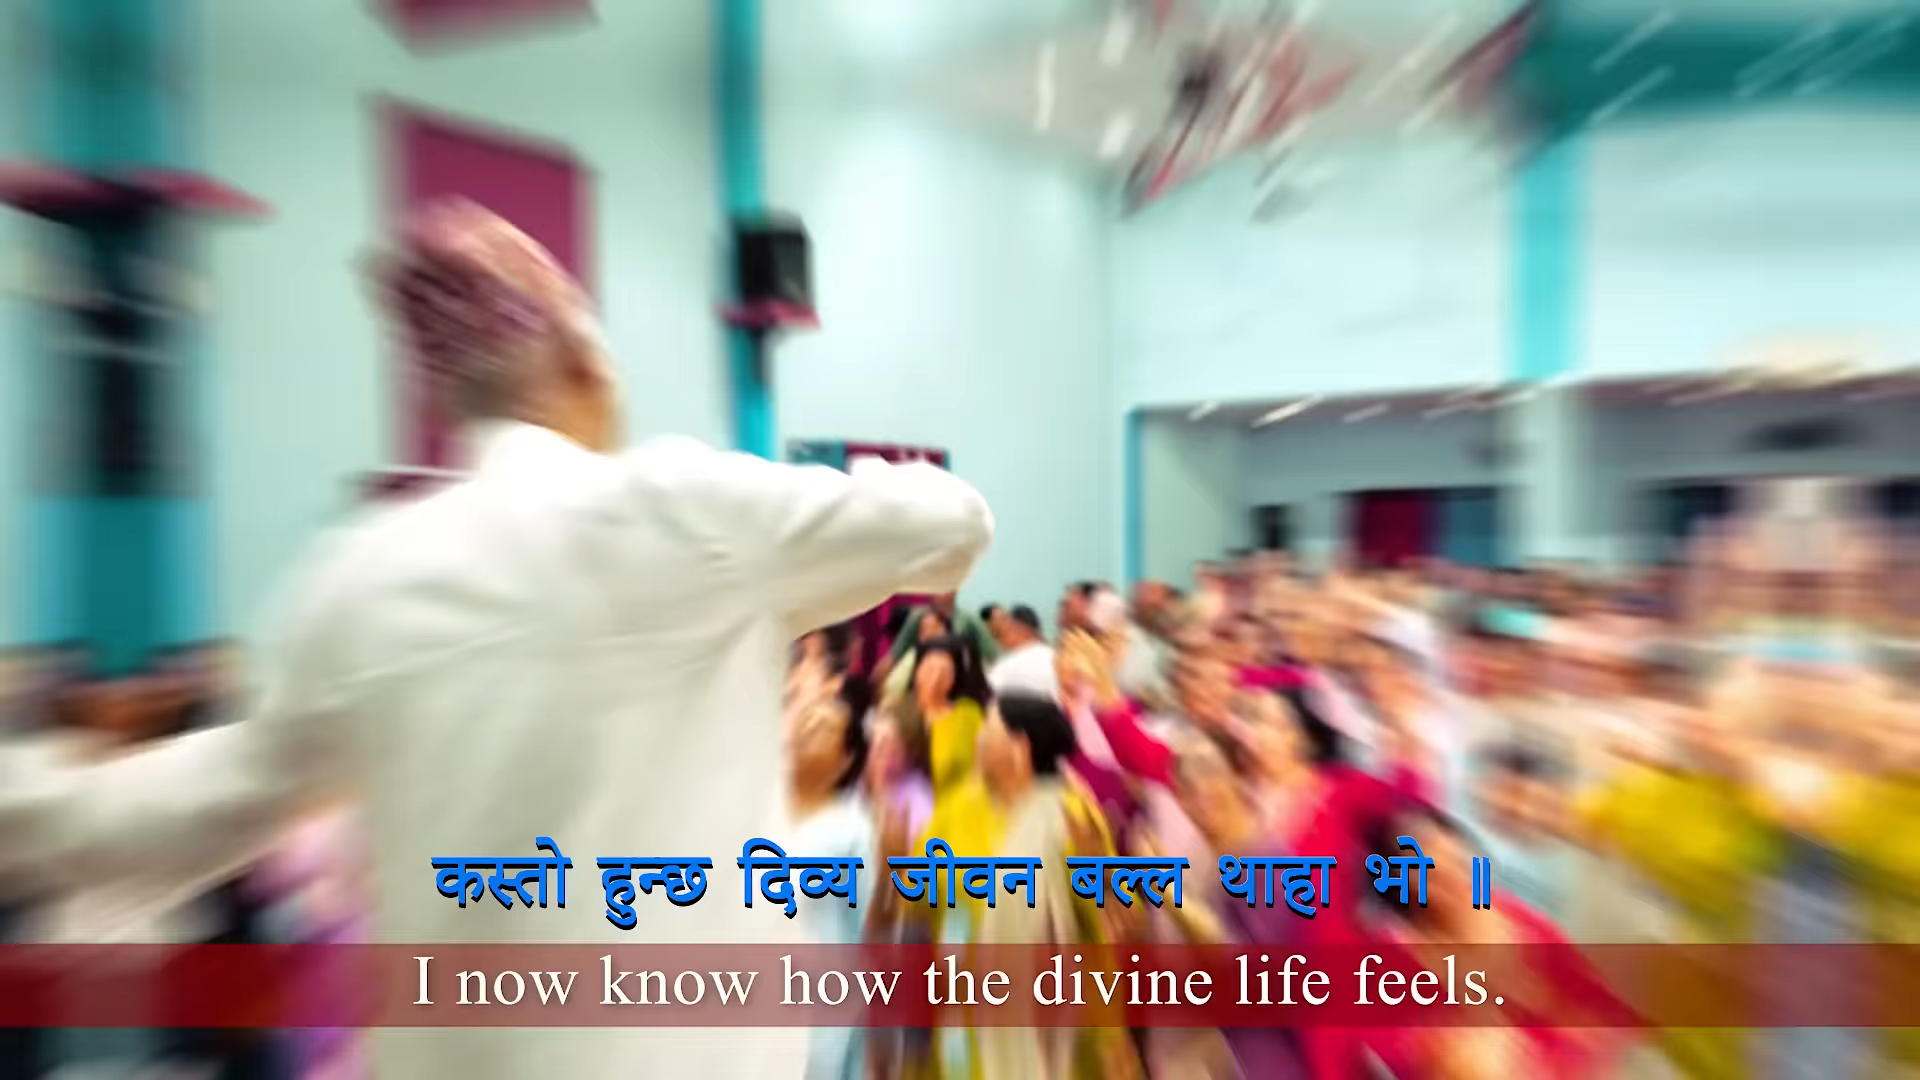 कस्तो हुन्छ दिव्य जीवन बल्ल थाहा भो ॥
I now know how the divine life feels.